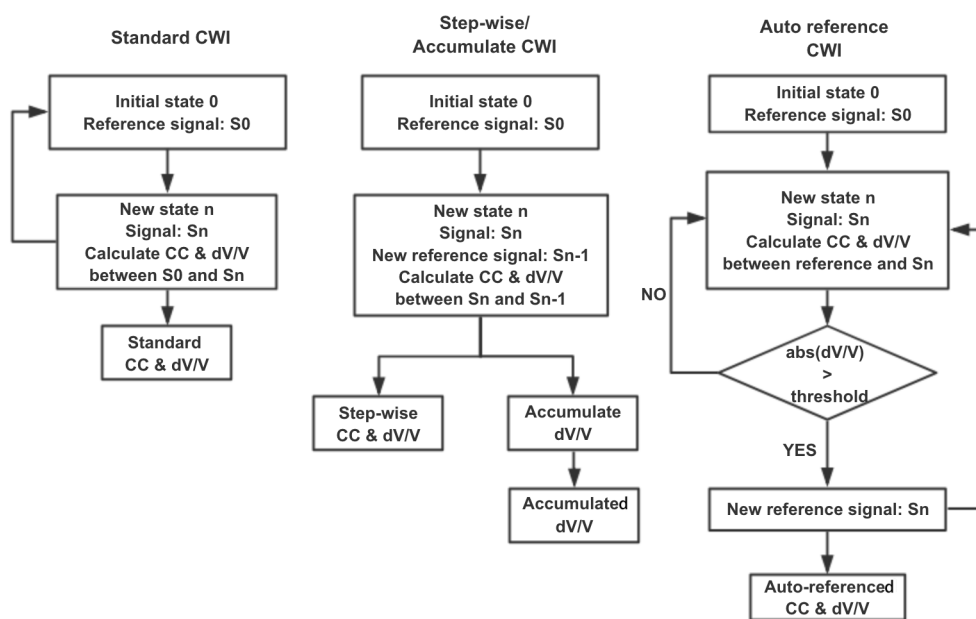 Standard CWI
Initial state 0
Reference signal: S0
New state n
Signal: Sn
Calculate CC & dV/V
between S0 and Sn
Standard
CC & dV/V
Step-wise/
Accumulate CWI
Initial state 0
Reference signal: S0
New state n
Signal: Sn
New reference signal: Sn-1
Calculate CC & dV/V
between Sn and Sn-1
Step-wise
CC & dV/V
Accumulate
dV/V
Accumulated
dV/V
Auto reference
CWI
Initial state 0
Reference signal: S0
New state n
Signal: Sn
Calculate CC & dV/V
between reference and Sn
NO
abs(dV/V)
>
threshold
YES
New reference signal: Sn
Auto-referenced
CC & dV/V